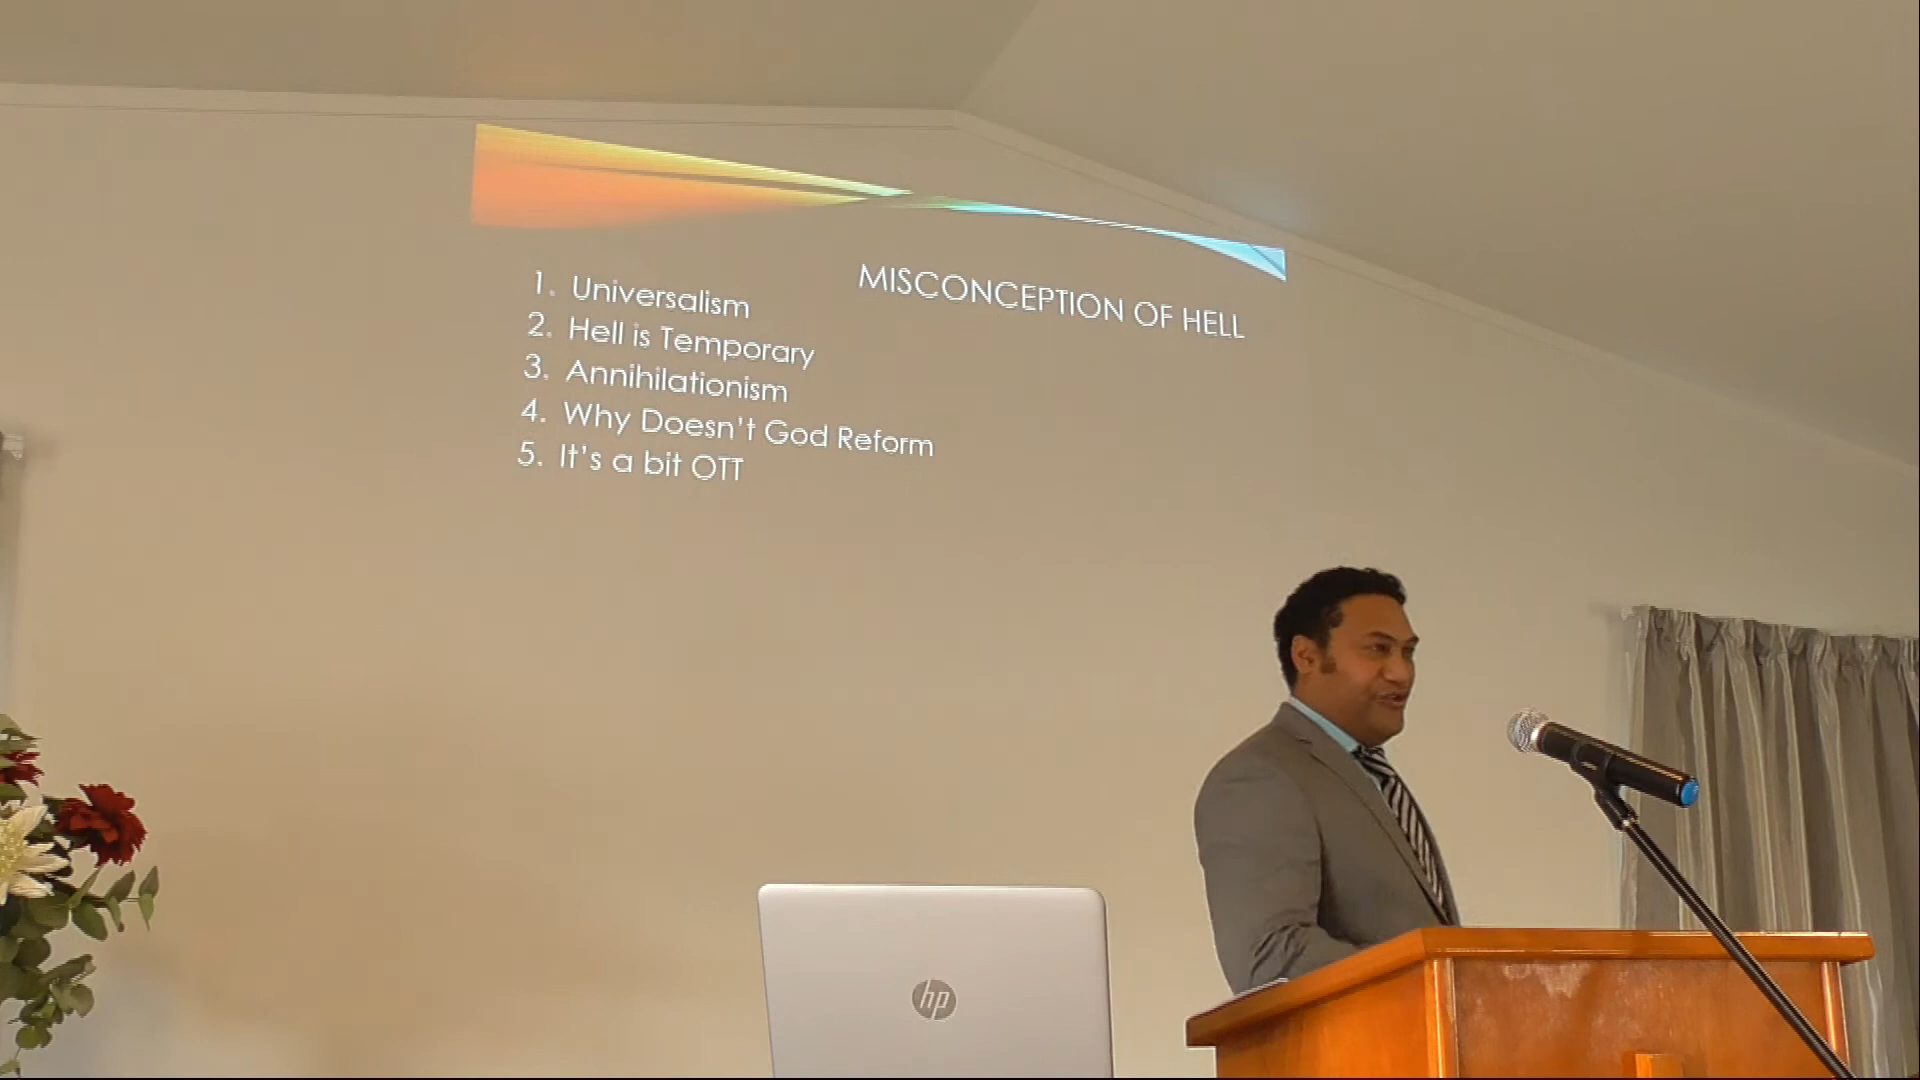 MISCONCEPTION OF HELL
1. Universalism
2. Hell is Temporary
3. Annihilationism
4. Why Doesn't God Reform
5. It's a bit OTT
hp